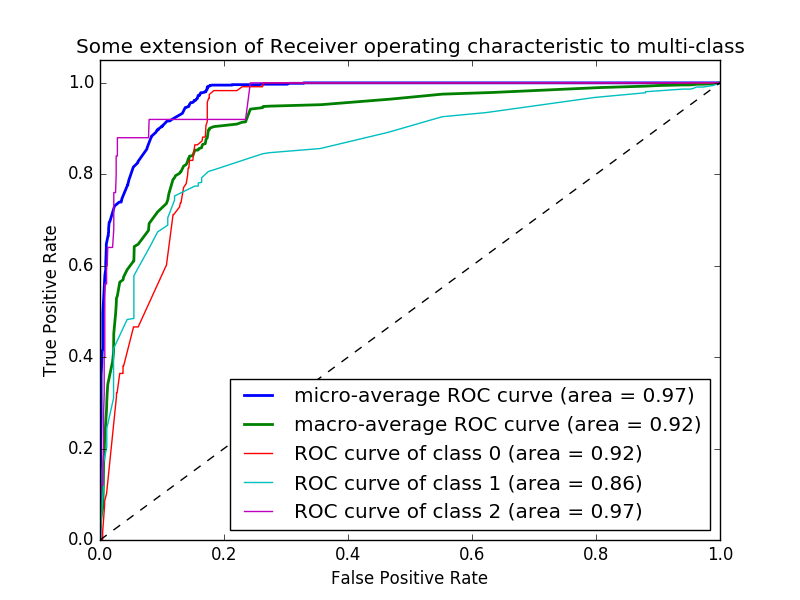 Some extension of Receiver operating characteristic to multi-class
1.0
0.8
0.6
0.4
0.2
0.0
True Positive Rate
micro-average ROC curve (area = 0.97)
macro-average ROC curve (area = 0.92)
ROC curve of class 0 (area = 0.92)
ROC curve of class 1 (area = 0.86)
ROC curve of class 2 (area = 0.97)
0.0 0.2 0.4 0.6 0.8 1.0
False Positive Rate